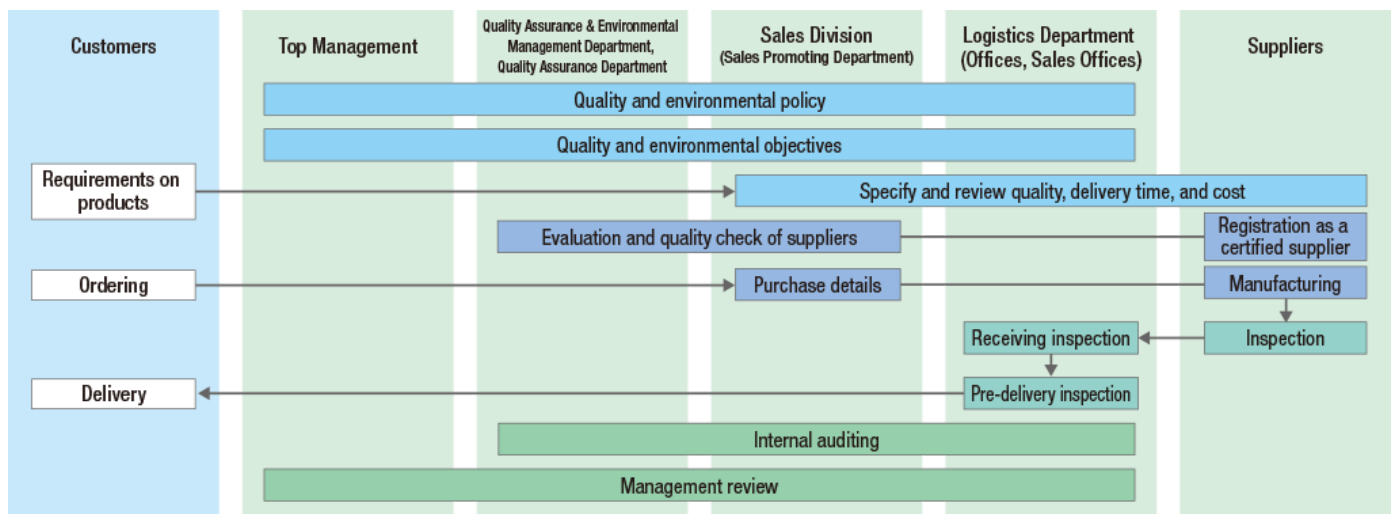 Customers
Top Management
Quality Assurance & Environmental
Management Department,
Quality Assurance Department
Sales Division
(Sales Promoting Department)
Logistics Department
(Offices, Sales Offices)
Suppliers
Quality and environmental policy
Quality and environmental objectives
Requirements on
products
Specify and review quality, delivery time, and cost
Evaluation and quality check of suppliers
Registration as a
certified supplier
Ordering
Purchase details
Manufacturing
Receiving inspection
Inspection
Delivery
Pre-delivery inspection
Internal auditing
Management review